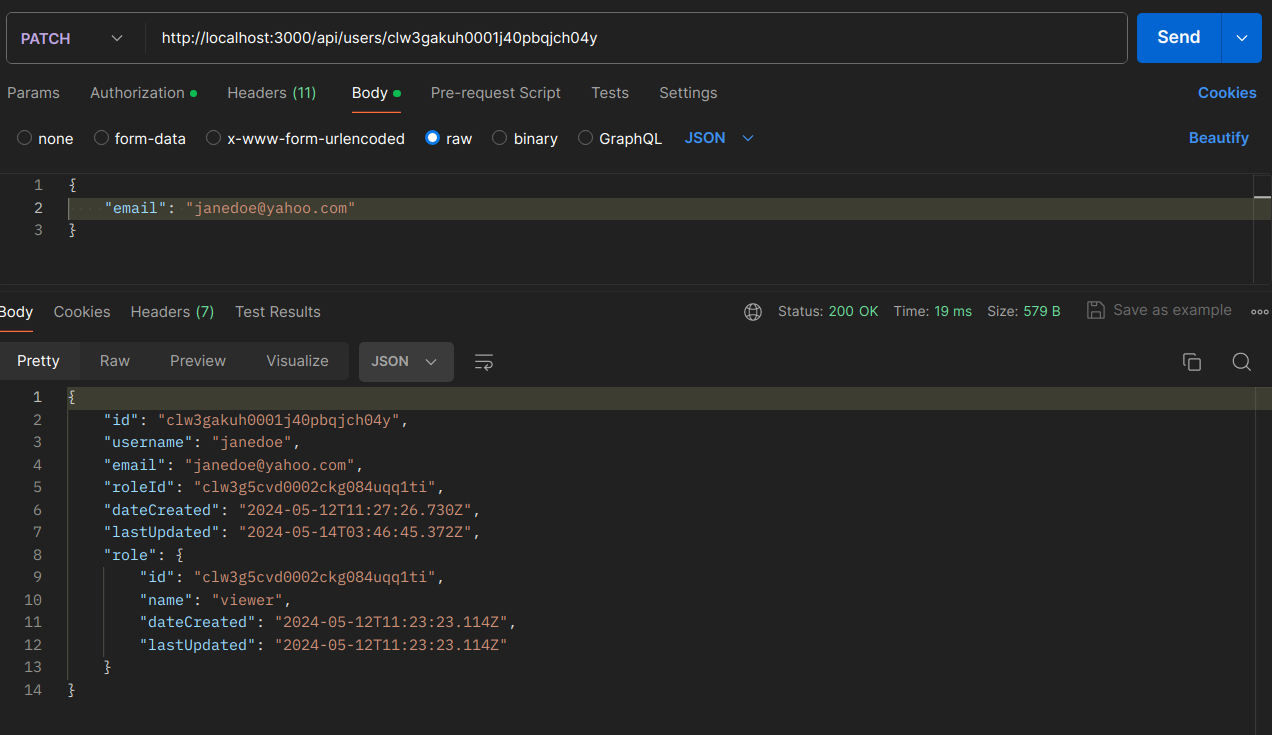 PATCH http://localhost:3000/api/users/clw3gakuh0001j40pbqjch04y Send
Params Authorization Headers (11) Body Pre-request Script Tests Settings Cookies
none form-data x-www-form-urlencoded raw binary GraphQL JSON Beautify
1 {
2 "email": "janedoe@yahoo.com"
3 }
Body Cookies Headers (7) Test Results Status: 200 OK Time: 19 ms Size: 579 B Save as example
Pretty Raw Preview Visualize JSON
1 {
2 "id": "clw3gakuh0001j40pbqjch04y",
3 "username": "janedoe",
4 "email": "janedoe@yahoo.com",
5 "roleId": "clw3g5cvd0002ckg084uqq1ti",
6 "dateCreated": "2024-05-12T11:27:26.730Z",
7 "lastUpdated": "2024-05-14T03:46:45.372Z",
8 "role": {
9 "id": "clw3g5cvd0002ckg084uqq1ti",
10 "name": "viewer",
11 "dateCreated": "2024-05-12T11:23:23.114Z",
12 "lastUpdated": "2024-05-12T11:23:23.114Z"
13 }
14 }